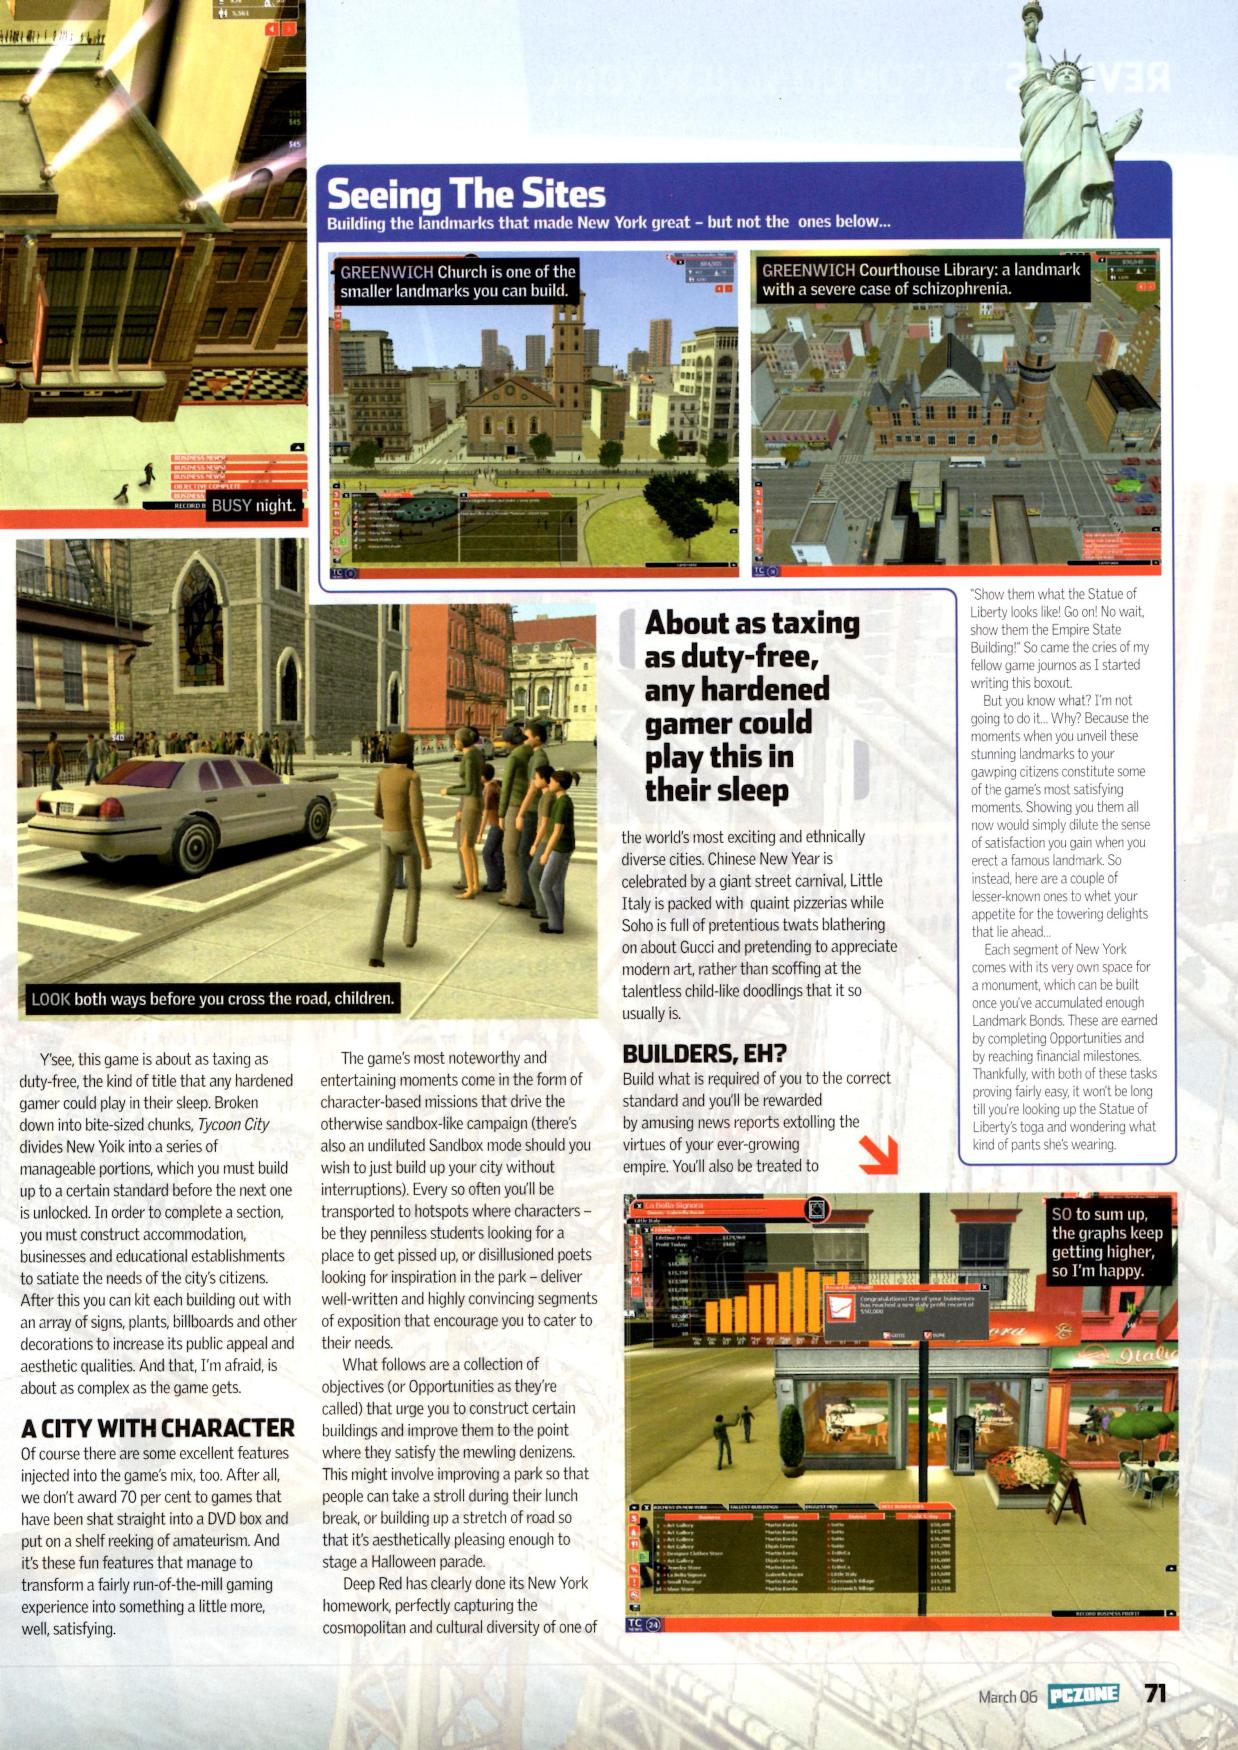 Seeing The Sites
Building the landmarks that made New York great – but not the ones below...
GREENWICH Church is one of the
smaller landmarks you can build.
GREENWICH Courthouse Library: a landmark
with a severe case of schizophrenia.
BUSINESS NEWS!
BUSINESS NEWS!
BUSINESS NEWS!
OBJECTIVE COMPLETE
BUSINESS
RECORD B
BUSY night.
LOOK both ways before you cross the road, children.
Y'see, this game is about as taxing as
duty-free, the kind of title that any hardened
gamer could play in their sleep. Broken
down into bite-sized chunks, Tycoon City
divides New Yoik into a series of
manageable portions, which you must build
up to a certain standard before the next one
is unlocked. In order to complete a section,
you must construct accommodation,
businesses and educational establishments
to satiate the needs of the city's citizens.
After this you can kit each building out with
an array of signs, plants, billboards and other
decorations to increase its public appeal and
aesthetic qualities. And that, I'm afraid, is
about as complex as the game gets.
A CITY WITH CHARACTER
Of course there are some excellent features
injected into the game's mix, too. After all,
we don't award 70 per cent to games that
have been shat straight into a DVD box and
put on a shelf reeking of amateurism. And
it's these fun features that manage to
transform a fairly run-of-the-mill gaming
experience into something a little more,
well, satisfying.
The game's most noteworthy and
entertaining moments come in the form of
character-based missions that drive the
otherwise sandbox-like campaign (there's
also an undiluted Sandbox mode should you
wish to just build up your city without
interruptions). Every so often you'll be
transported to hotspots where characters –
be they penniless students looking for a
place to get pissed up, or disillusioned poets
looking for inspiration in the park – deliver
well-written and highly convincing segments
of exposition that encourage you to cater to
their needs.
What follows are a collection of
objectives (or Opportunities as they're
called) that urge you to construct certain
buildings and improve them to the point
where they satisfy the mewling denizens.
This might involve improving a park so that
people can take a stroll during their lunch
break, or building up a stretch of road so
that it's aesthetically pleasing enough to
stage a Halloween parade.
Deep Red has clearly done its New York
homework, perfectly capturing the
cosmopolitan and cultural diversity of one of
About as taxing
as duty-free,
any hardened
gamer could
play this in
their sleep
the world's most exciting and ethnically
diverse cities. Chinese New Year is
celebrated by a giant street carnival, Little
Italy is packed with quaint pizzerias while
Soho is full of pretentious twats blathering
on about Gucci and pretending to appreciate
modern art, rather than scoffing at the
talentless child-like doodlings that it so
usually is.
BUILDERS, EH?
Build what is required of you to the correct
standard and you'll be rewarded
by amusing news reports extolling the
virtues of your ever-growing
empire. You'll also be treated to
"Show them what the Statue of
Liberty looks like! Go on! No wait,
show them the Empire State
Building!" So came the cries of my
fellow game journos as I started
writing this boxout.
But you know what? I'm not
going to do it... Why? Because the
moments when you unveil these
stunning landmarks to your
gawping citizens constitute some
of the game's most satisfying
moments. Showing you them all
now would simply dilute the sense
of satisfaction you gain when you
erect a famous landmark. So
instead, here are a couple of
lesser-known ones to whet your
appetite for the towering delights
that lie ahead...
Each segment of New York
comes with its very own space for
a monument, which can be built
once you've accumulated enough
Landmark Bonds. These are earned
by completing Opportunities and
by reaching financial milestones.
Thankfully, with both of these tasks
proving fairly easy, it won't be long
till you're looking up the Statue of
Liberty's toga and wondering what
kind of pants she's wearing.
La Bella Signora
Little Italy
SO to sum up,
the graphs keep
getting higher,
so I'm happy.
Congratulations! One of your businesses
has reached a new daily profit record of
$50,000
RECORD BUSINESS PROFIT
TC 24
March 06 PCZONE 71